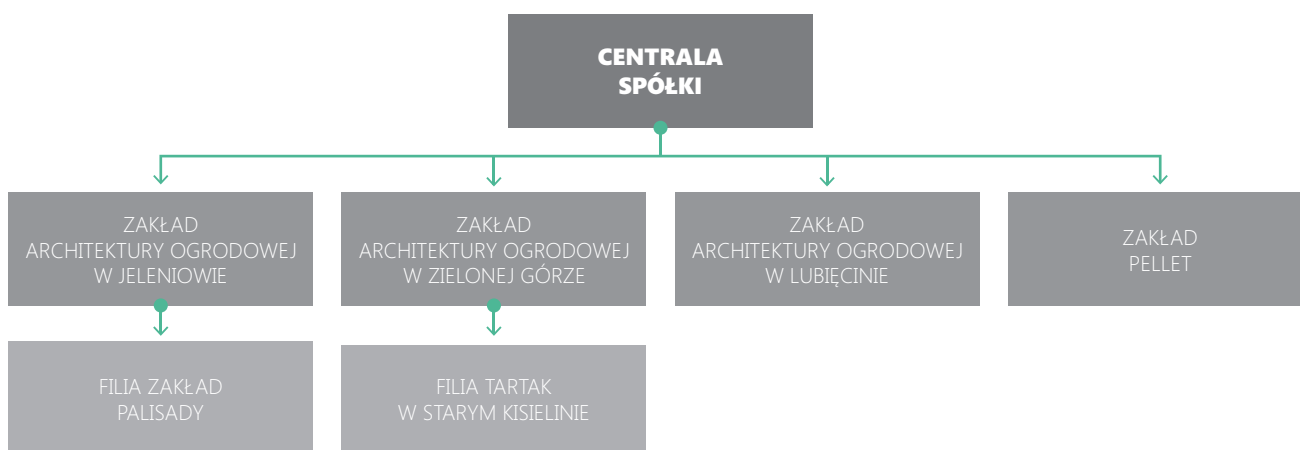 CENTRALA
SPÓŁKI
ZAKŁAD
ARCHITEKTURY OGRODOWEJ
W JELENIOWIE
ZAKŁAD
ARCHITEKTURY OGRODOWEJ
W ZIELONEJ GÓRZE
ZAKŁAD
ARCHITEKTURY OGRODOWEJ
W LUBIĘCINIE
ZAKŁAD
PELLET
FILIA ZAKŁAD
PALISADY
FILIA TARTAK
W STARYM KISIELINIE